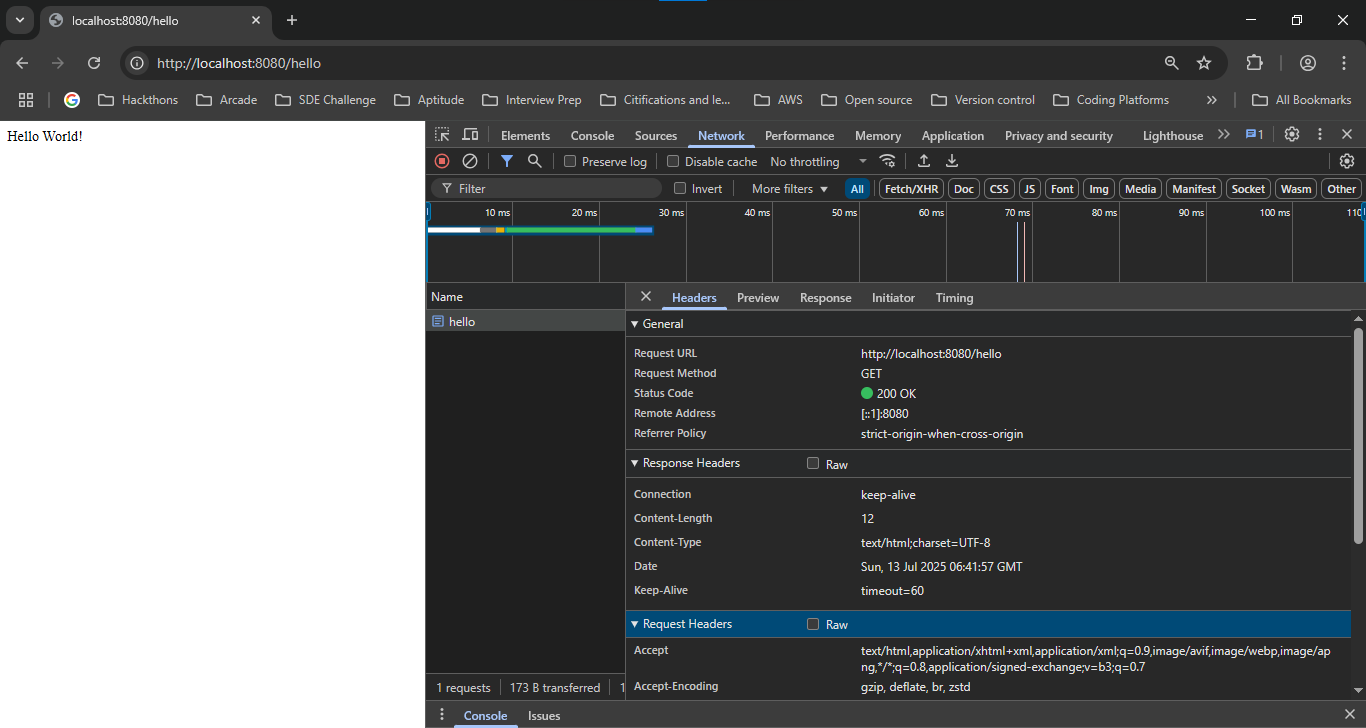 localhost:8080/hello
http://localhost:8080/hello
Hackthons Arcade SDE Challenge Aptitude Interview Prep Citifications and le... AWS Open source Version control Coding Platforms » All Bookmarks
Hello World!
Elements Console Sources Network Performance Memory Application Privacy and security Lighthouse » 1
Preserve log Disable cache No throttling
Filter Invert More filters All Fetch/XHR Doc CSS JS Font Img Media Manifest Socket Wasm Other
10 ms 20 ms 30 ms 40 ms 50 ms 60 ms 70 ms 80 ms 90 ms 100 ms 110
Name
hello
Headers Preview Response Initiator Timing
General
Request URL http://localhost:8080/hello
Request Method GET
Status Code 200 OK
Remote Address [::1]:8080
Referrer Policy strict-origin-when-cross-origin
Response Headers Raw
Connection keep-alive
Content-Length 12
Content-Type text/html;charset=UTF-8
Date Sun, 13 Jul 2025 06:41:57 GMT
Keep-Alive timeout=60
Request Headers Raw
Accept text/html,application/xhtml+xml,application/xml;q=0.9,image/avif,image/webp,image/ap
ng,*/*;q=0.8,application/signed-exchange;v=b3;q=0.7
Accept-Encoding gzip, deflate, br, zstd
1 requests 173 B transferred 1
Console Issues